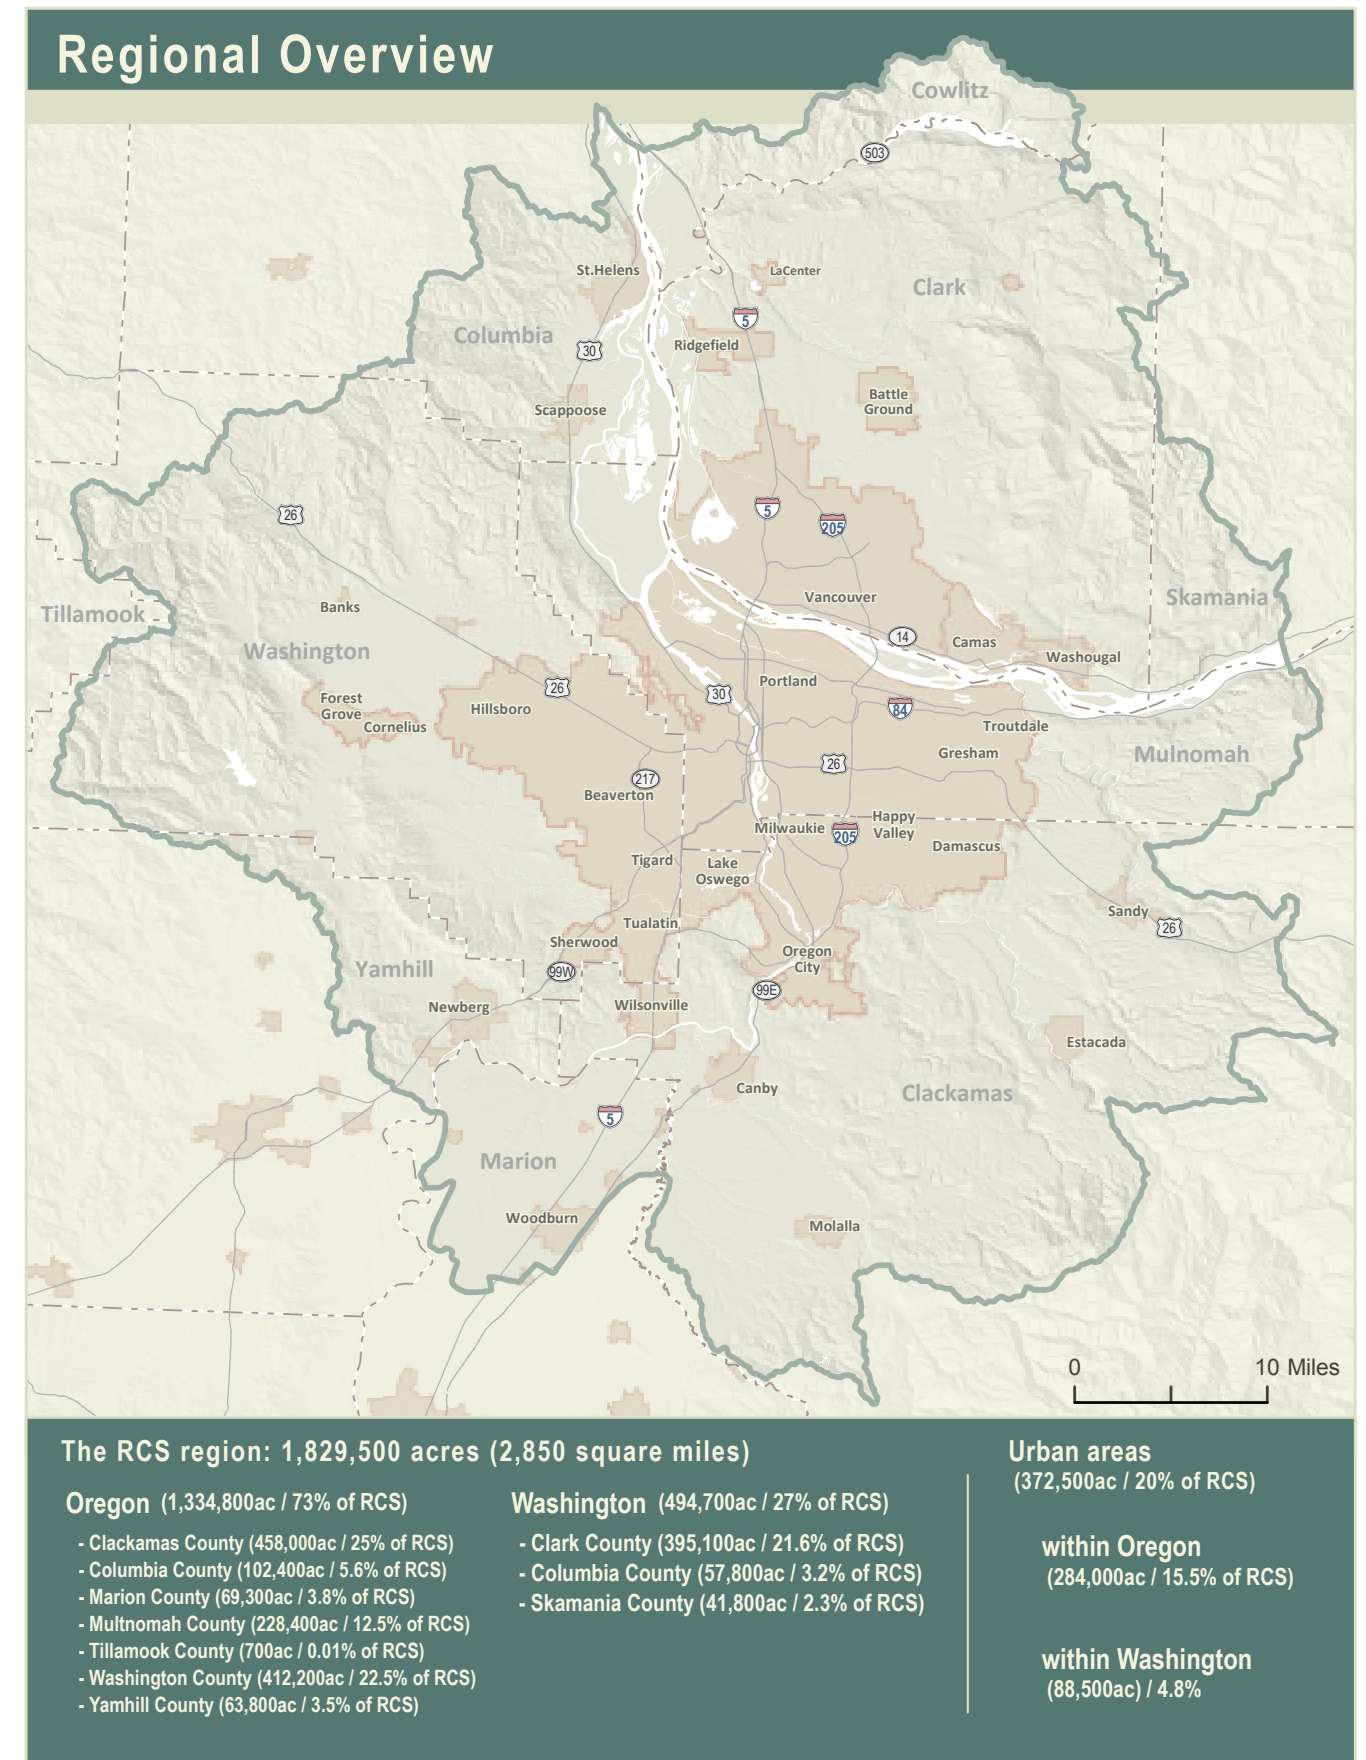 Regional Overview
Cowlitz
503
St.Helens
LaCenter
Clark
5
Columbia
30
Ridgefield
Battle
Ground
Scappoose
26
5
205
Tillamook
Banks
Vancouver
Skamania
Washington
14
Camas
Washougal
26
Portland
30
Forest
Grove
Cornelius
Hillsboro
84
Troutdale
Gresham
Mulnomah
26
217
Beaverton
Milwaukie
205
Happy
Valley
Damascus
Tigard
Lake
Oswego
Sandy
26
Tualatin
Sherwood
Oregon
City
Yamhill
99W
99E
Newberg
Wilsonville
Estacada
Canby
Clackamas
5
Marion
Woodburn
Molalla
0 10 Miles
The RCS region: 1,829,500 acres (2,850 square miles)
Oregon (1,334,800ac / 73% of RCS)
- Clackamas County (458,000ac / 25% of RCS)
- Columbia County (102,400ac / 5.6% of RCS)
- Marion County (69,300ac / 3.8% of RCS)
- Multnomah County (228,400ac / 12.5% of RCS)
- Tillamook County (700ac / 0.01% of RCS)
- Washington County (412,200ac / 22.5% of RCS)
- Yamhill County (63,800ac / 3.5% of RCS)
Washington (494,700ac / 27% of RCS)
- Clark County (395,100ac / 21.6% of RCS)
- Columbia County (57,800ac / 3.2% of RCS)
- Skamania County (41,800ac / 2.3% of RCS)
Urban areas
(372,500ac / 20% of RCS)
within Oregon
(284,000ac / 15.5% of RCS)
within Washington
(88,500ac) / 4.8%